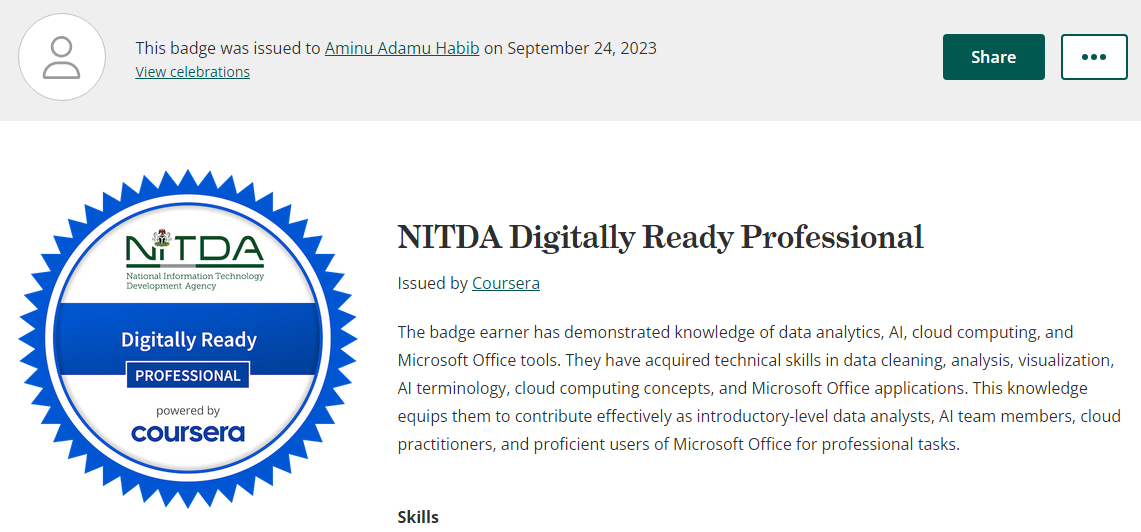 This badge was issued to Aminu Adamu Habib on September 24, 2023
View celebrations
Share
NiTDA
National Information Technology
Development Agency
Digitally Ready
PROFESSIONAL
powered by
coursera
NITDA Digitally Ready Professional
Issued by Coursera
The badge earner has demonstrated knowledge of data analytics, AI, cloud computing, and
Microsoft Office tools. They have acquired technical skills in data cleaning, analysis, visualization,
AI terminology, cloud computing concepts, and Microsoft Office applications. This knowledge
equips them to contribute effectively as introductory-level data analysts, AI team members, cloud
practitioners, and proficient users of Microsoft Office for professional tasks.
Skills